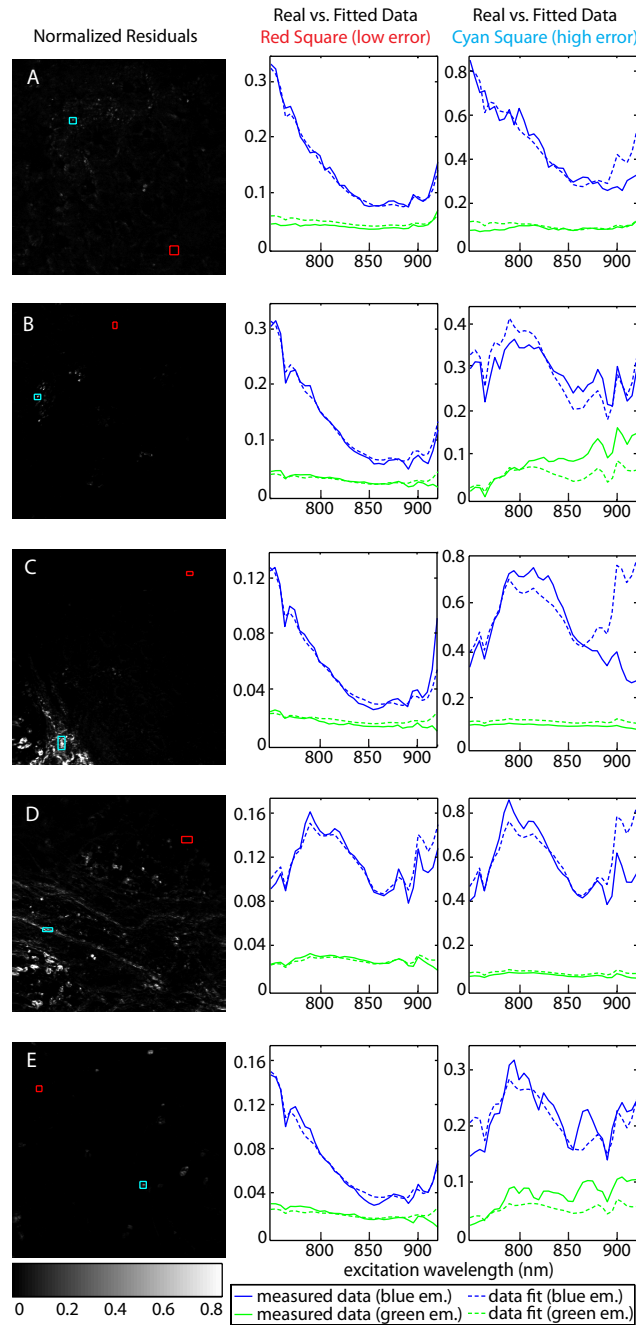 Normalized Residuals
Real vs. Fitted Data
Red Square (low error)
Real vs. Fitted Data
Cyan Square (high error)
A
0.3
0.2
0.1
0
800 850 900
0.8
0.6
0.4
0.2
0
800 850 900
B
0.3
0.2
0.1
0
800 850 900
0.4
0.3
0.2
0.1
0
800 850 900
C
0.12
0.08
0.04
0
800 850 900
0.8
0.6
0.4
0.2
0
800 850 900
D
0.16
0.12
0.08
0.04
0
800 850 900
0.8
0.6
0.4
0.2
0
800 850 900
E
0.16
0.12
0.08
0.04
0
800 850 900
0.3
0.2
0.1
0
800 850 900
excitation wavelength (nm)
0 0.2 0.4 0.6 0.8
measured data (blue em.) data fit (blue em.)
measured data (green em.) data fit (green em.)